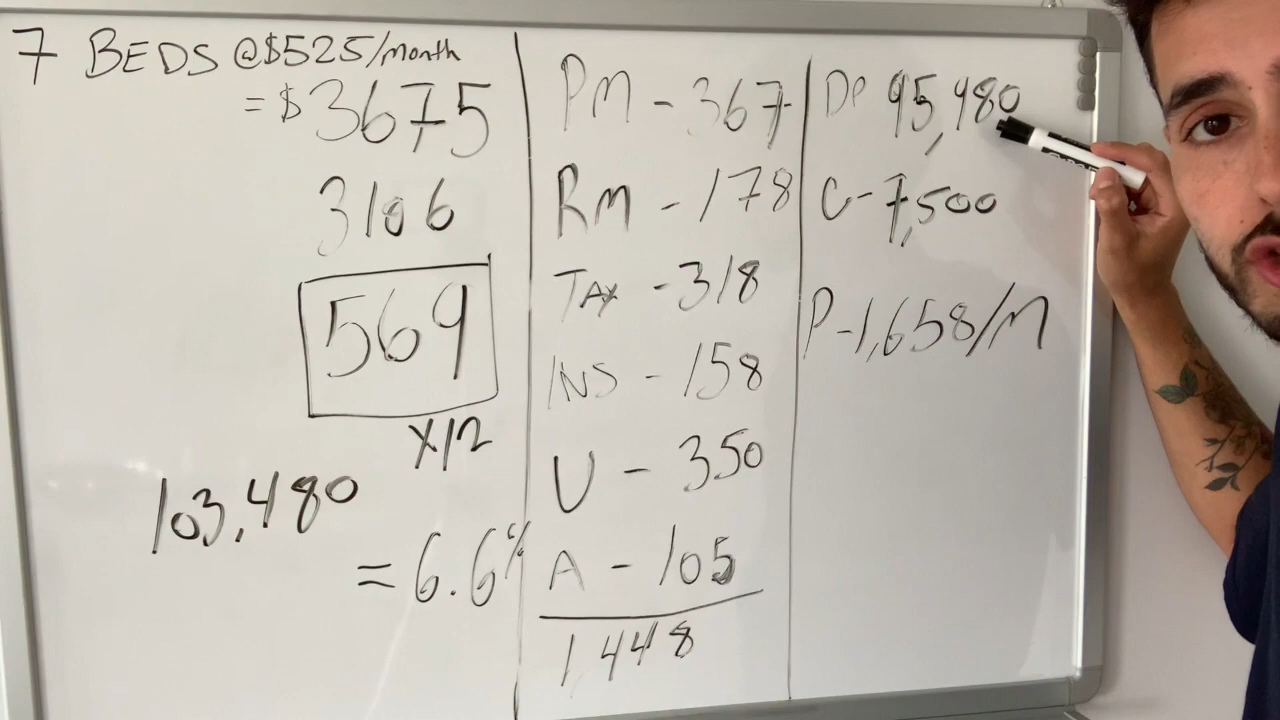 7 BEDS @$525/month
= $3675
3106
569
X12
103,480
= 6.6%
PM - 367
RM - 178
TAX - 318
INS - 158
U - 350
A - 105
1,448
DP 95,980
C - 7,500
P - 1,658/M